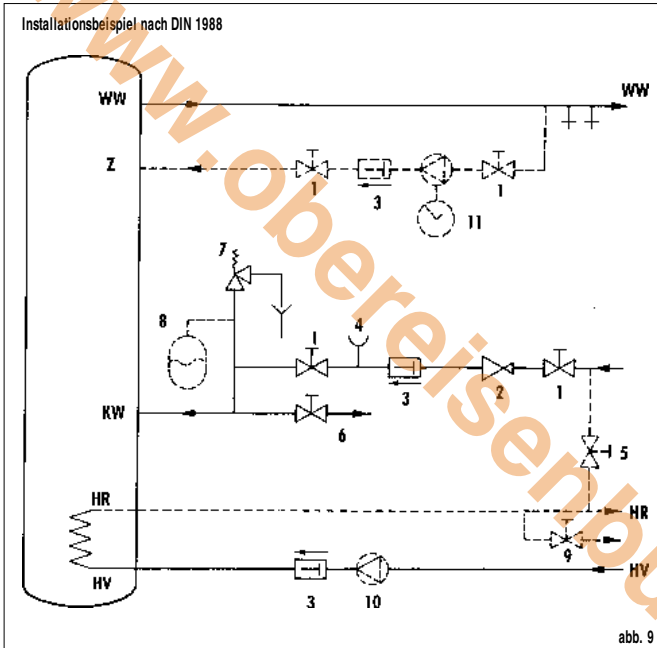 Installationsbeispiel nach DIN 1988
WW WW
Z
1 3 1
11
7
8 1 4
3 2 1
KW
6 5
HR HR
9
HV HV
3 10
abb. 9
www.obereisenbu